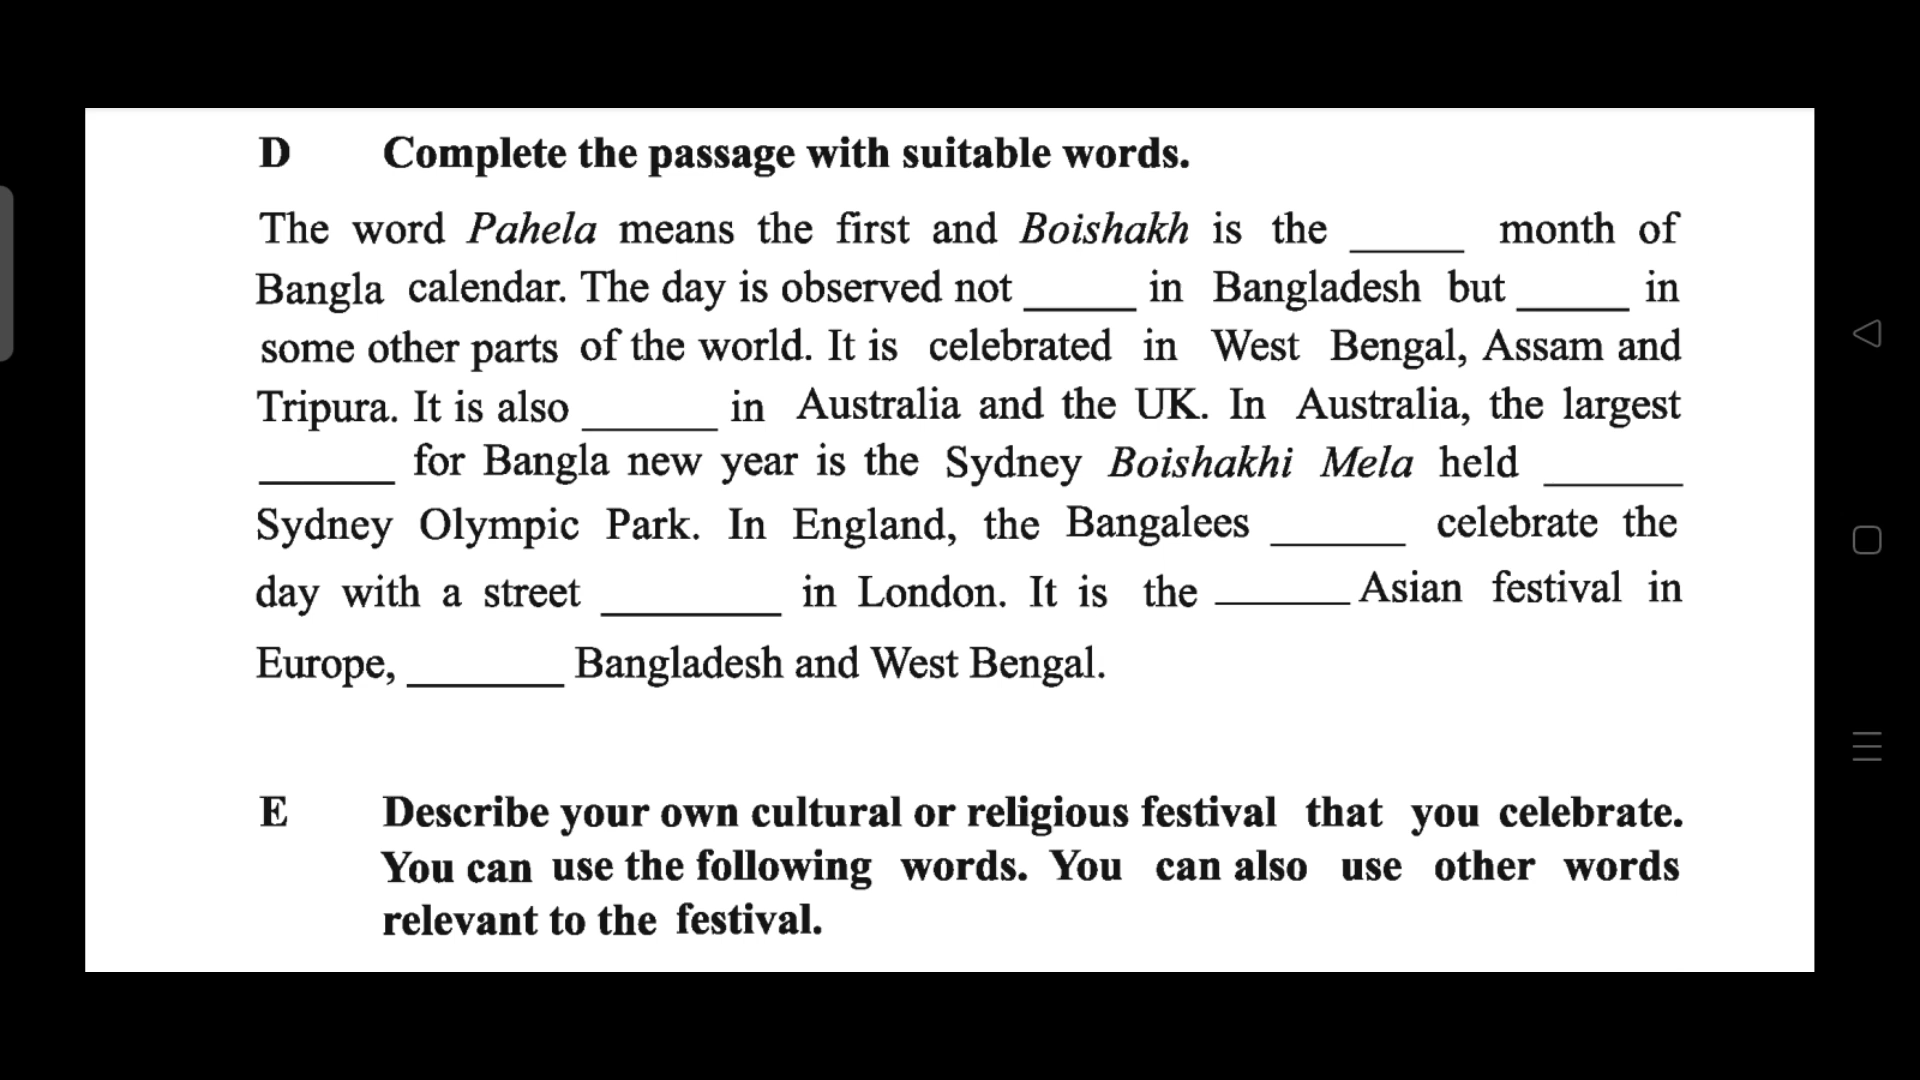 D Complete the passage with suitable words.
The word Pahela means the first and Boishakh is the _____ month of
Bangla calendar. The day is observed not _____ in Bangladesh but _____ in
some other parts of the world. It is celebrated in West Bengal, Assam and
Tripura. It is also ______ in Australia and the UK. In Australia, the largest
______ for Bangla new year is the Sydney Boishakhi Mela held ______
Sydney Olympic Park. In England, the Bangalees ______ celebrate the
day with a street ________ in London. It is the ______ Asian festival in
Europe, _______ Bangladesh and West Bengal.
E Describe your own cultural or religious festival that you celebrate.
You can use the following words. You can also use other words
relevant to the festival.